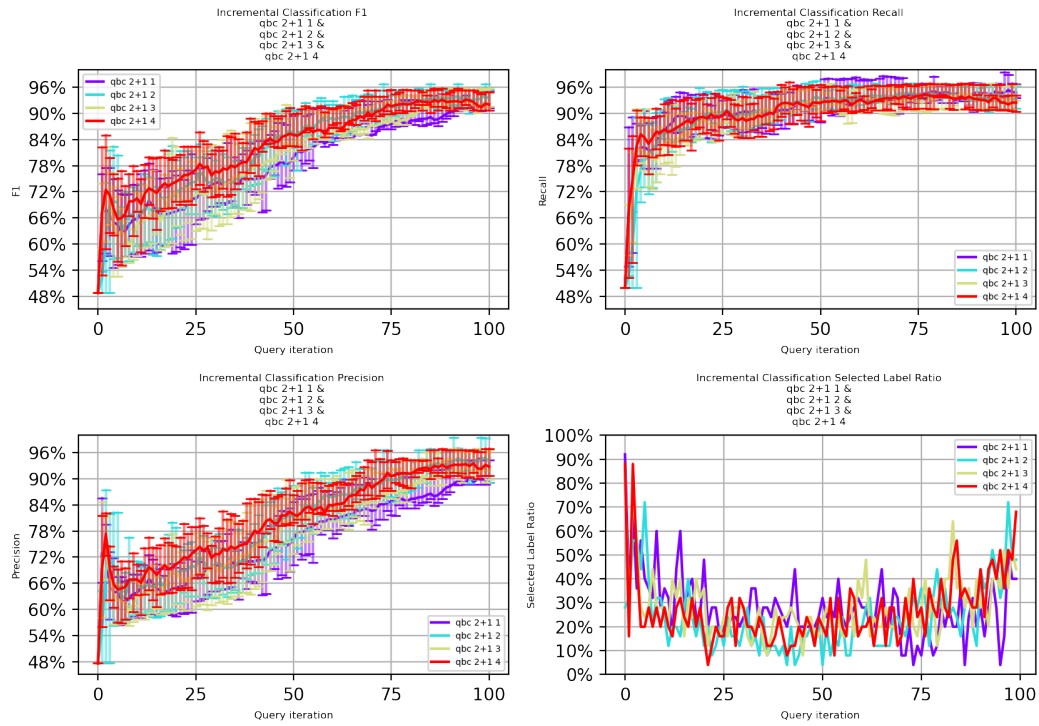 Incremental Classification F1
qbc 2+1 1 &
qbc 2+1 2 &
qbc 2+1 3 &
qbc 2+1 4
96%
90%
84%
78%
72%
66%
60%
54%
48%
F1
qbc 2+1 1
qbc 2+1 2
qbc 2+1 3
qbc 2+1 4
0
25
50
75
100
Query iteration
Incremental Classification Recall
qbc 2+1 1 &
qbc 2+1 2 &
qbc 2+1 3 &
qbc 2+1 4
96%
90%
84%
78%
72%
66%
60%
54%
48%
Recall
qbc 2+1 1
qbc 2+1 2
qbc 2+1 3
qbc 2+1 4
0
25
50
75
100
Query iteration
Incremental Classification Precision
qbc 2+1 1 &
qbc 2+1 2 &
qbc 2+1 3 &
qbc 2+1 4
96%
90%
84%
78%
72%
66%
60%
54%
48%
Precision
qbc 2+1 1
qbc 2+1 2
qbc 2+1 3
qbc 2+1 4
0
25
50
75
100
Query iteration
Incremental Classification Selected Label Ratio
qbc 2+1 1 &
qbc 2+1 2 &
qbc 2+1 3 &
qbc 2+1 4
100%
90%
80%
70%
60%
50%
40%
30%
20%
10%
0%
Selected Label Ratio
qbc 2+1 1
qbc 2+1 2
qbc 2+1 3
qbc 2+1 4
0
25
50
75
100
Query iteration